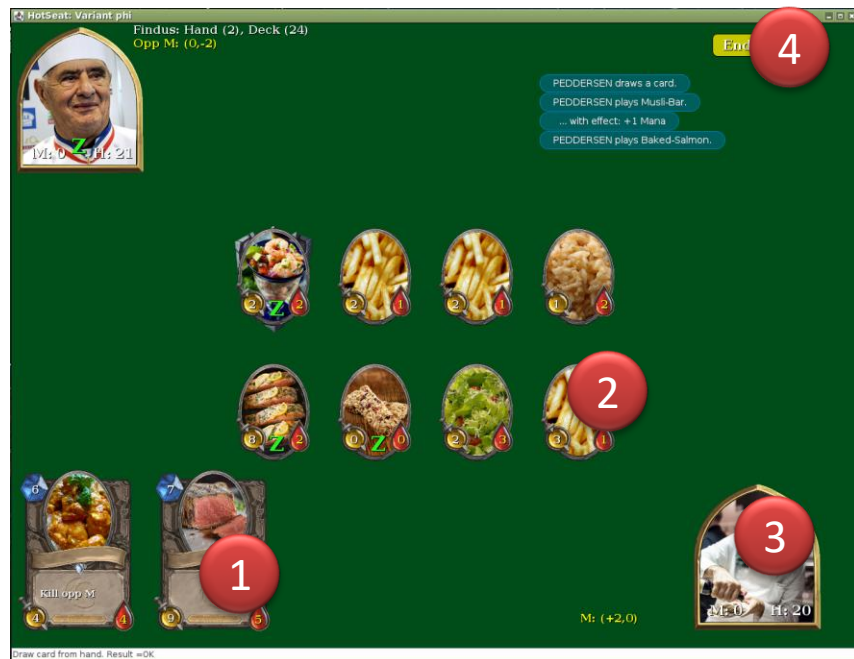 HotSeat: Variant phi
Findus: Hand (2), Deck (24)
Opp M: (0,-2)
End
4
PEDDERSEN draws a card.
PEDDERSEN plays Musli-Bar.
... with effect: +1 Mana
PEDDERSEN plays Baked-Salmon.
M: 0 Z H: 21
2 Z 2
2 1
2 1
1 2
8 Z 2
0 Z 0
2 3
3 1
2
6
Kill opp M
4 4
7
1
9 5
3
M: (+2,0)
M: 0 H: 20
Draw card from hand. Result =OK